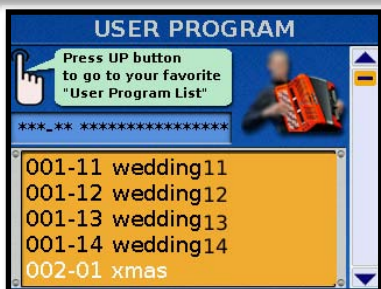 USER PROGRAM
Press UP button
to go to your favorite
"User Program List"
***-** ****************
001-11 wedding11
001-12 wedding12
001-13 wedding13
001-14 wedding14
002-01 xmas